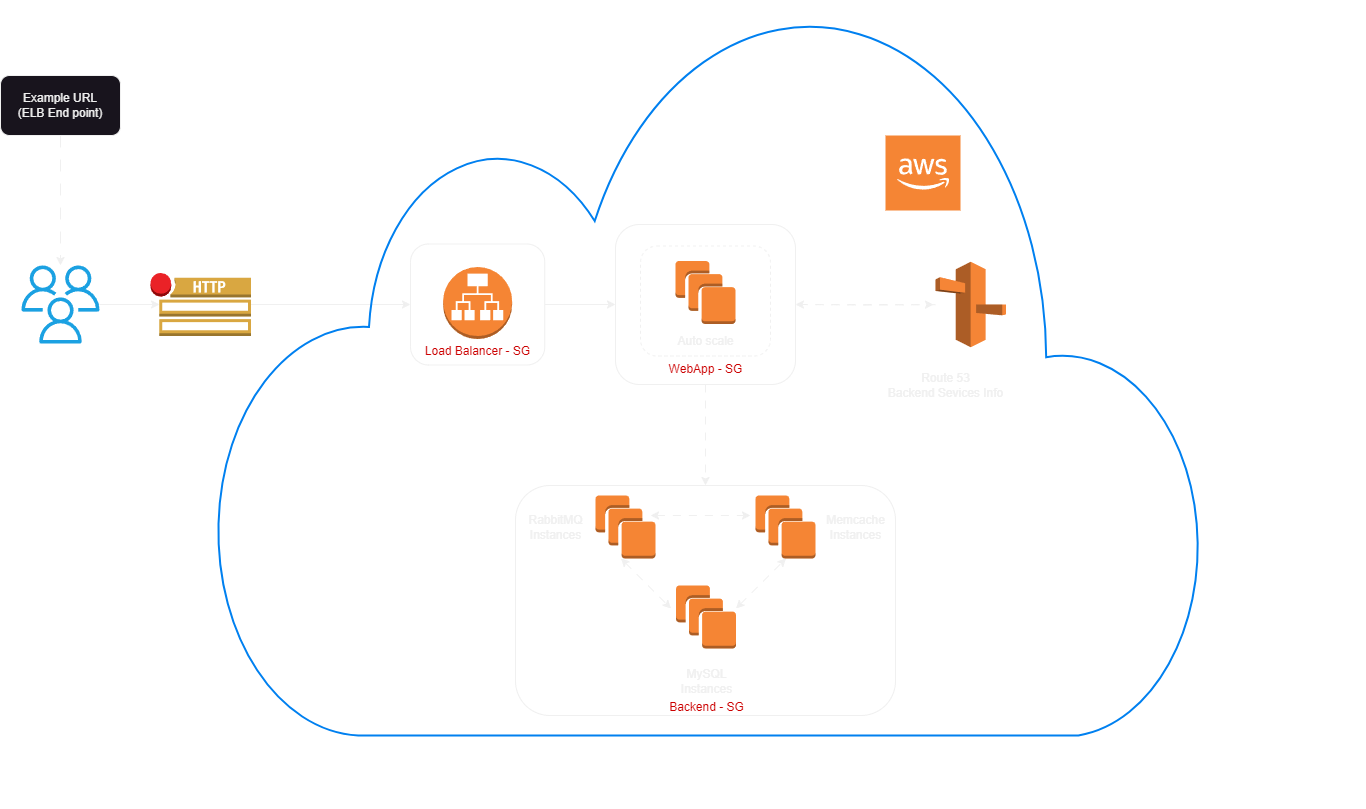 Example URL
(ELB End point)
aws
HTTP
Load Balancer - SG
Auto scale
WebApp - SG
Route 53
Backend Sevices Info
RabbilMQ
Instances
Memcache
Instances
MySQL
Instances
Backend - SG